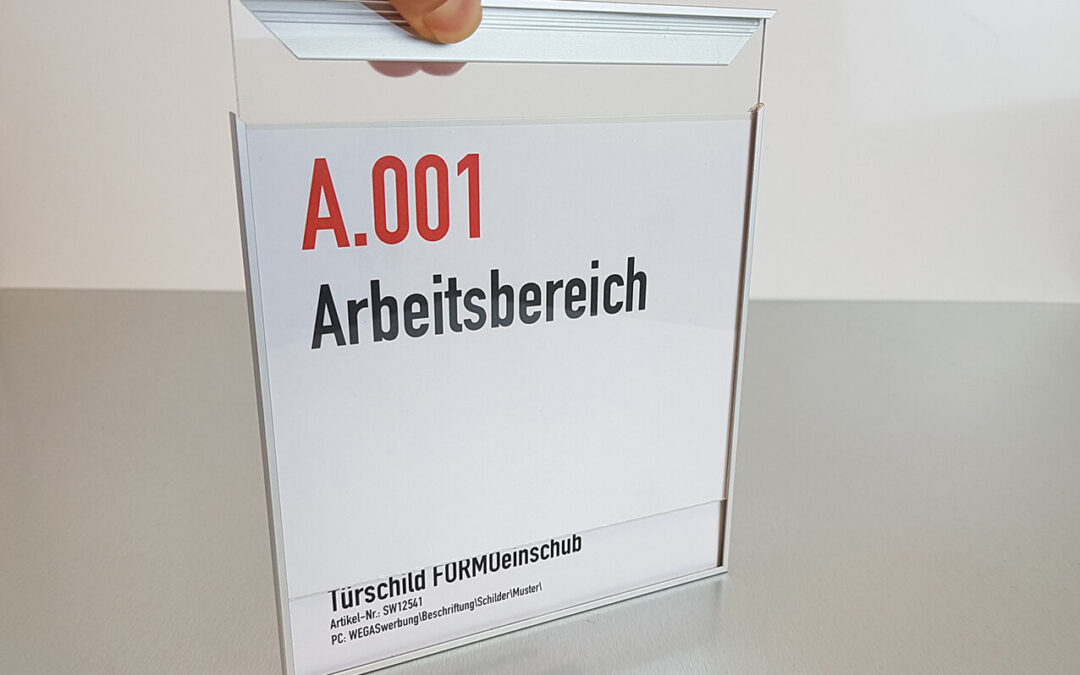 A.001
Arbeitsbereich
Türschild FORMOeinschub
Artikel-Nr.: SW12541
PC: WEGASwerbung\Beschriftung\Schilder\Muster\